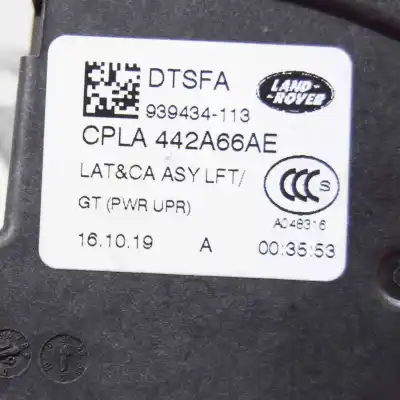 DTSFA
LAND-
ROVER
939434-113
CPLA 442A66AE
LAT&CA ASY LFT/
GT (PWR UPR)
CCC S
A048316
16.10.19 A 00:35:53